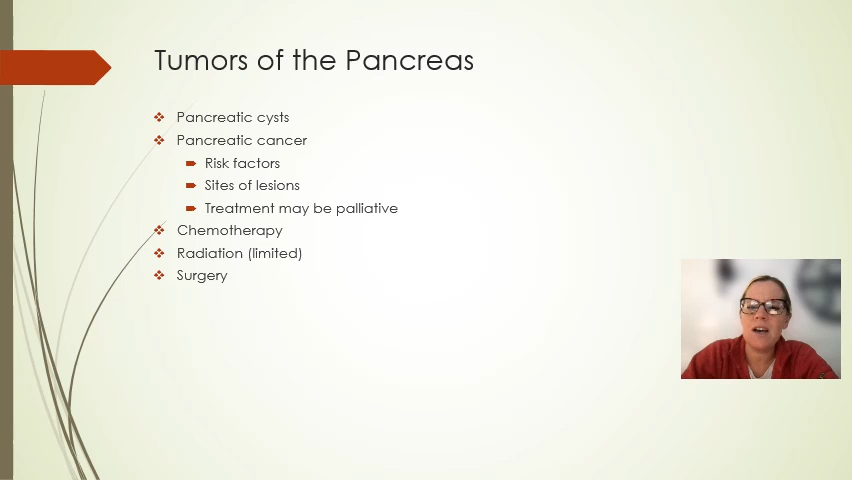 Tumors of the Pancreas
Pancreatic cysts
Pancreatic cancer
Risk factors
Sites of lesions
Treatment may be palliative
Chemotherapy
Radiation (limited)
Surgery